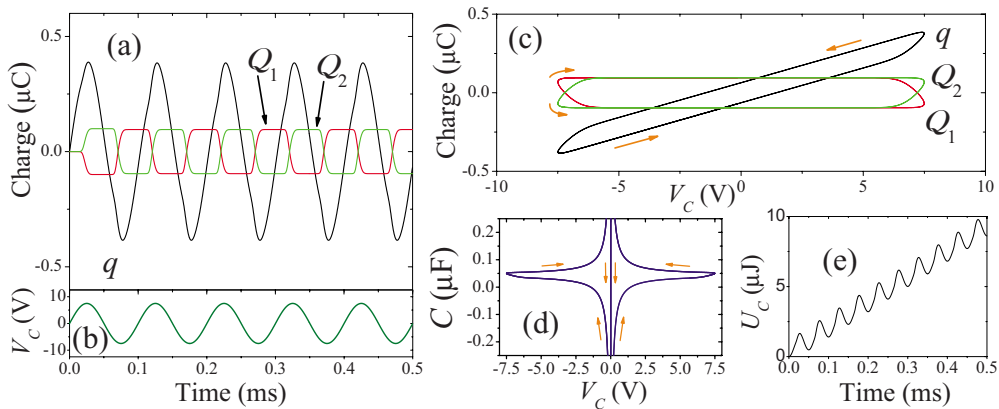 (a)
Charge (μC)
0.5
0.0
-0.5
Q₁
Q₂
q
V_C (V)
10
0
-10
(b)
0.0 0.1 0.2 0.3 0.4 0.5
Time (ms)
(c)
Charge (μC)
0.5
0.0
-0.5
q
Q₂
Q₁
-10 -5 0 5 10
V_C (V)
C (μF)
0.2
0.1
0.0
-0.1
-0.2
(d)
-7.5 -5.0 -2.5 0.0 2.5 5.0 7.5
V_C (V)
U_C (μJ)
10
5
0
(e)
0.0 0.1 0.2 0.3 0.4 0.5
Time (ms)